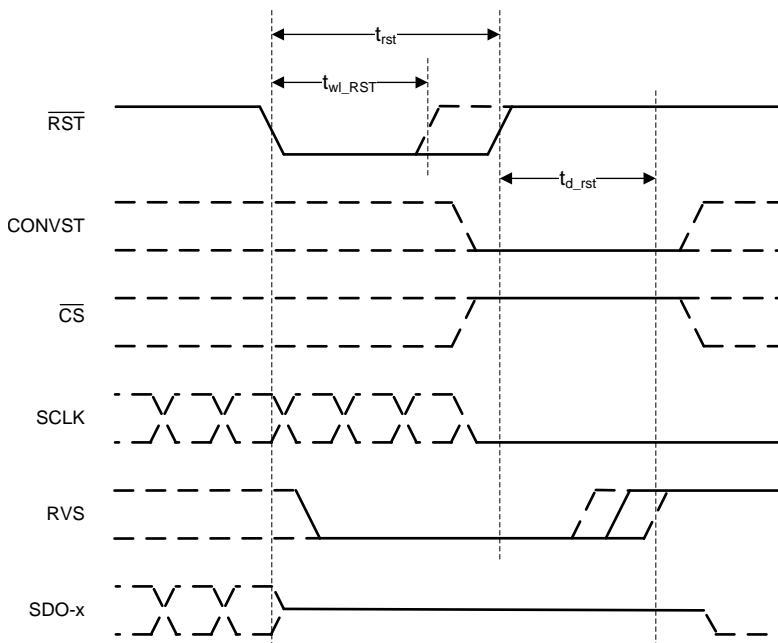 t_rst
t_wl_RST
RST
t_d_rst
CONVST
CS
SCLK
RVS
SDO-x